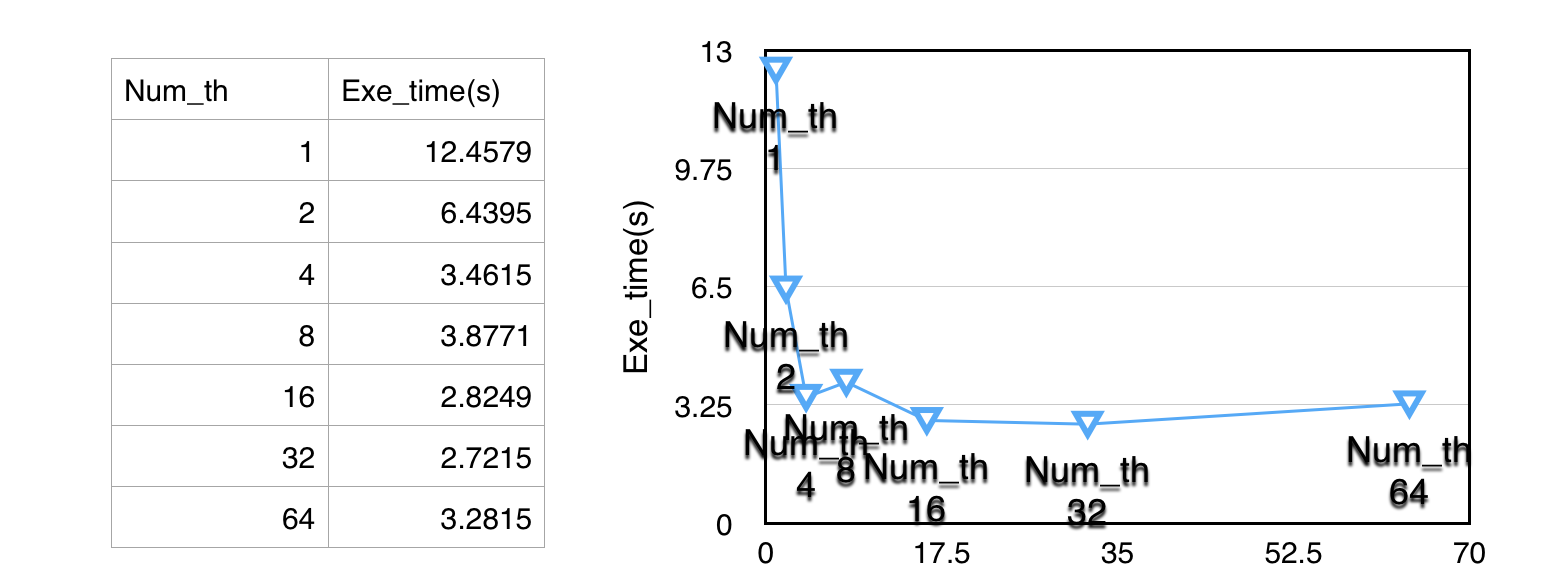 Num_th Exe_time(s)
1 12.4579
2 6.4395
4 3.4615
8 3.8771
16 2.8249
32 2.7215
64 3.2815
Exe_time(s)
13
9.75
6.5
3.25
0
0 17.5 35 52.5 70
Num_th
1
Num_th
2
Num_th
4
Num_th
8
Num_th
16
Num_th
32
Num_th
64